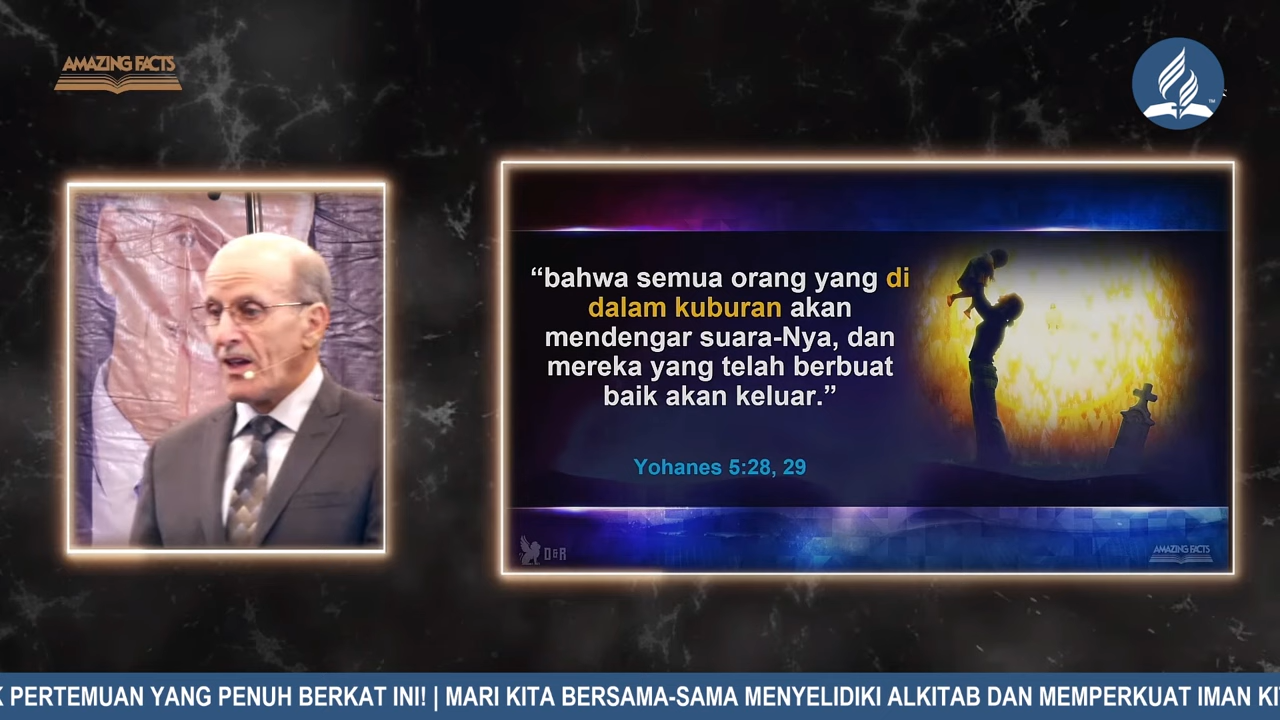 AMAZING FACTS
“bahwa semua orang yang di
dalam kuburan akan
mendengar suara-Nya, dan
mereka yang telah berbuat
baik akan keluar.”
Yohanes 5:28, 29
D&R
AMAZING FACTS
PERTEMUAN YANG PENUH BERKAT INI! | MARI KITA BERSAMA-SAMA MENYELIDIKI ALKITAB DAN MEMPERKUAT IMAN